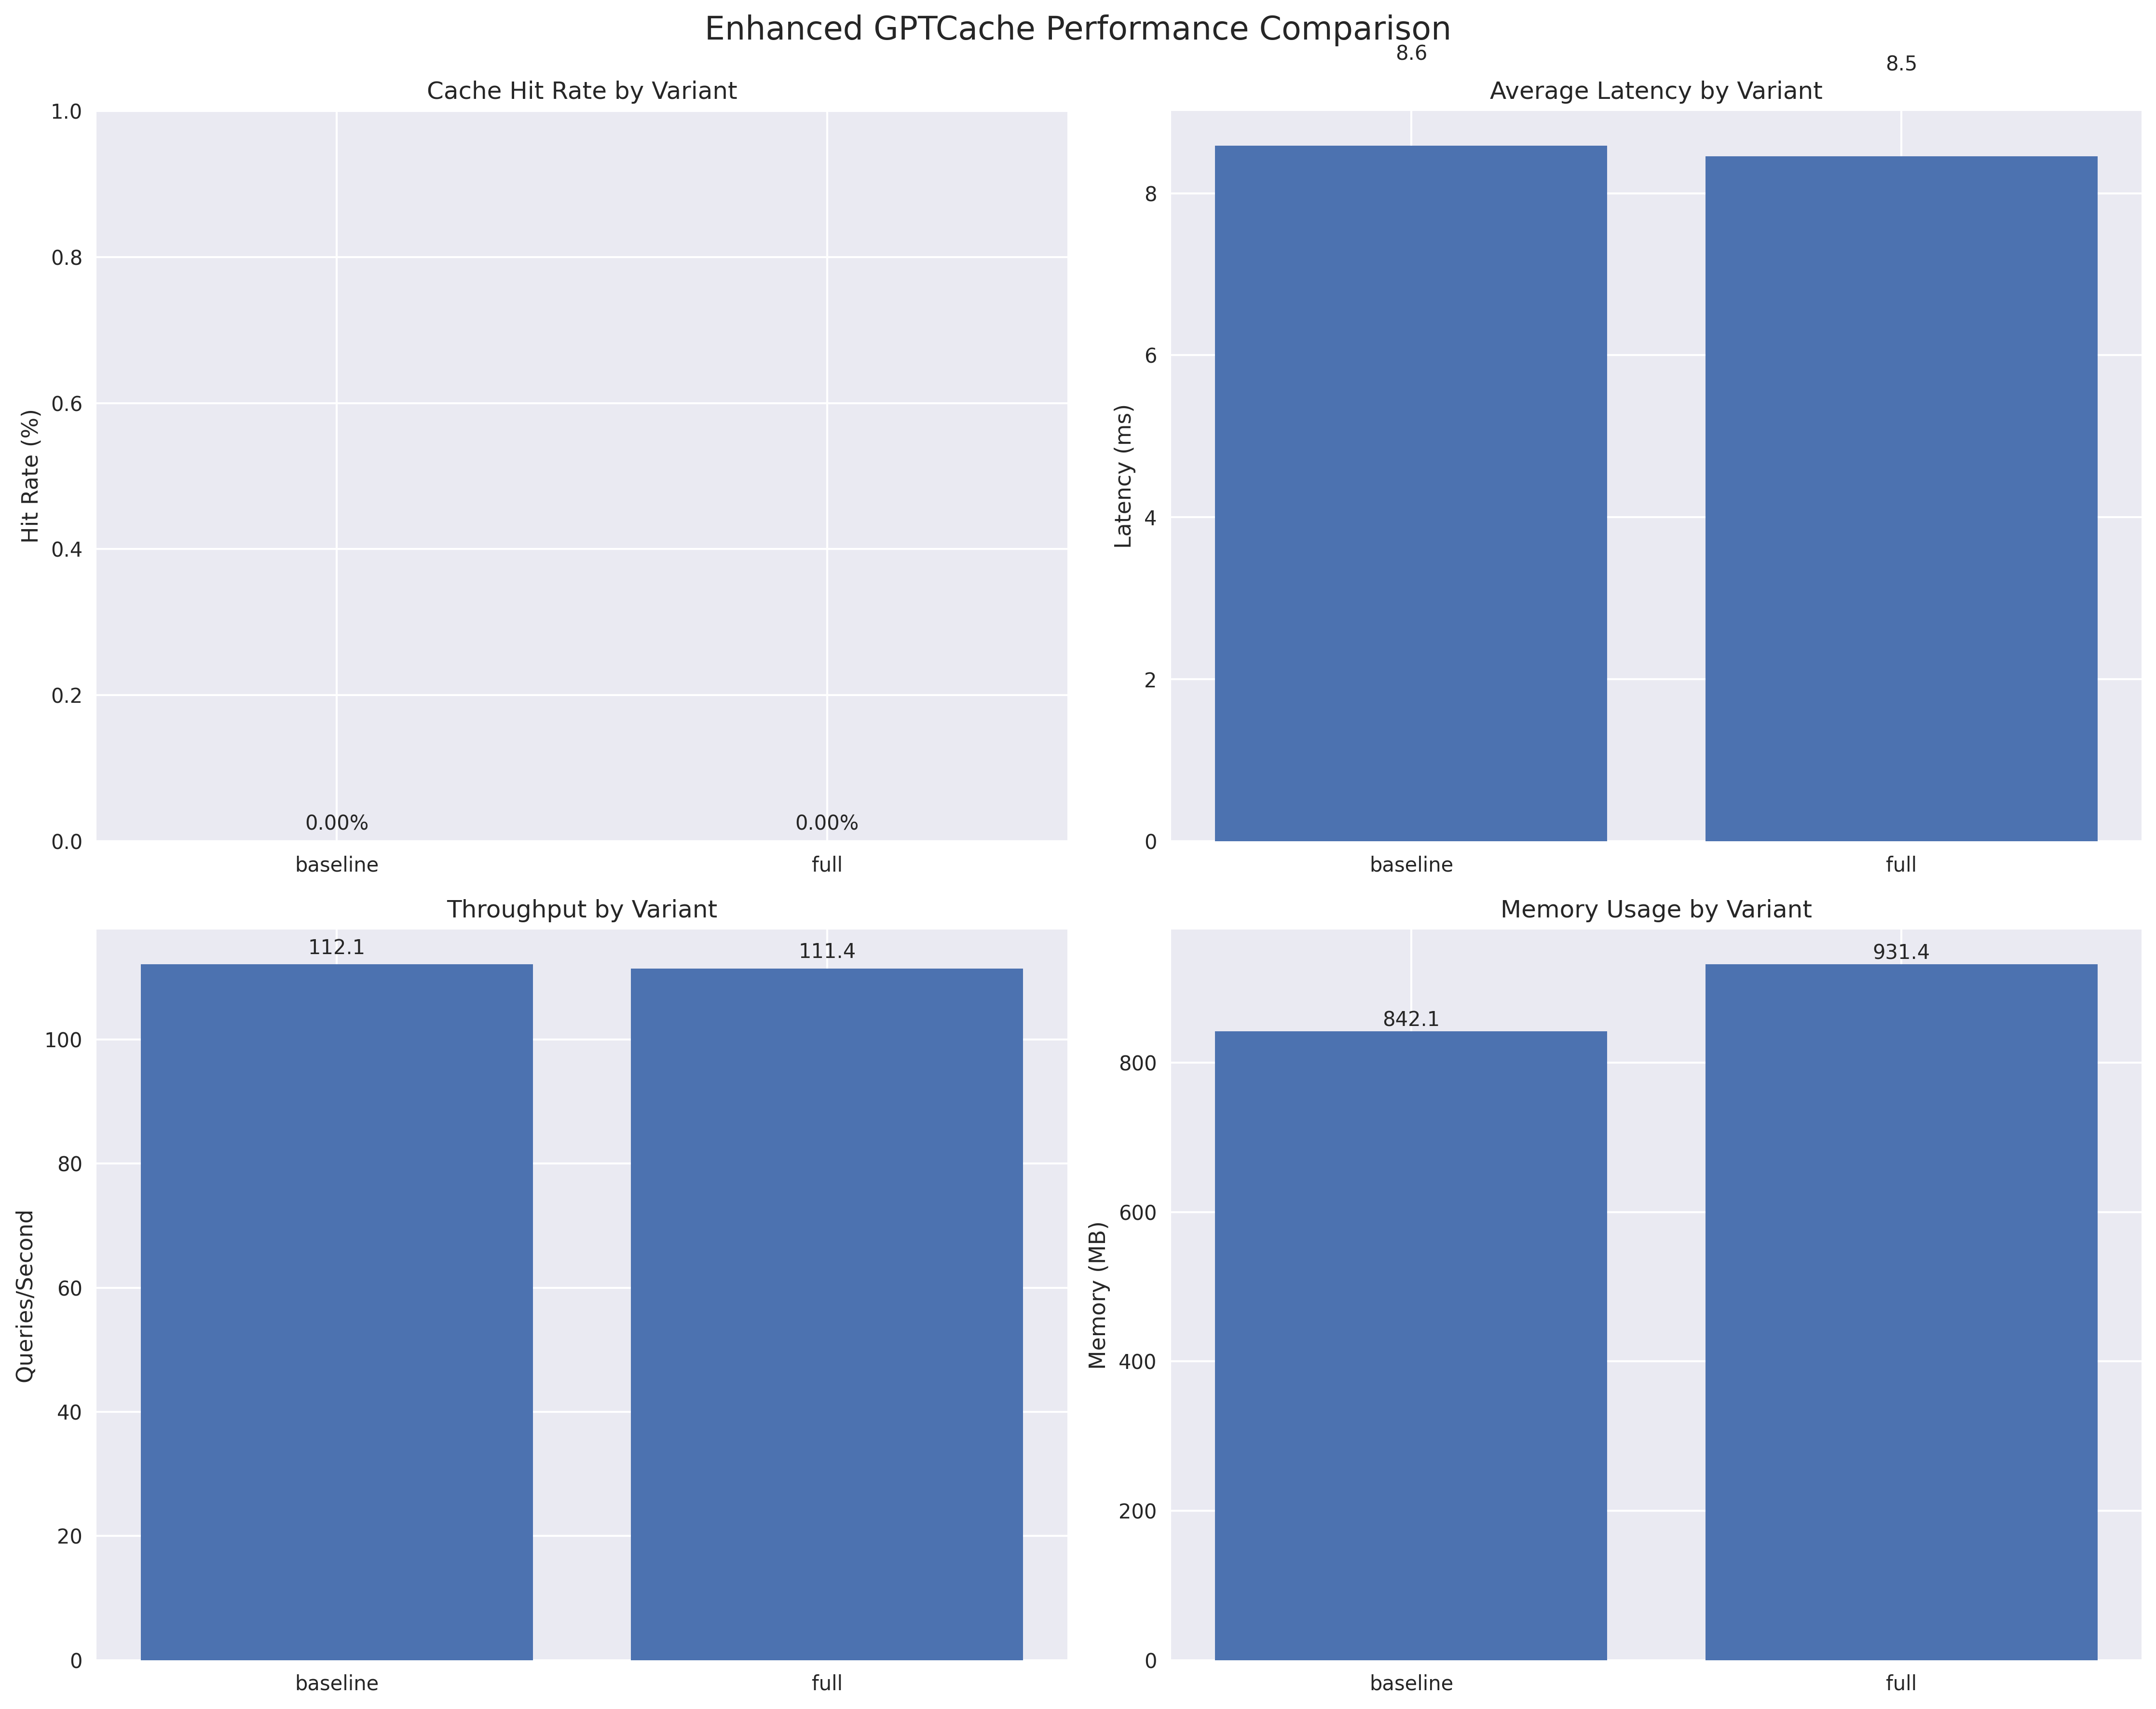 Enhanced GPTCache Performance Comparison
Cache Hit Rate by Variant
1.0
0.8
0.6
0.4
0.2
0.0
Hit Rate (%)
0.00%
0.00%
baseline
full
8.6
8.5
Average Latency by Variant
8
6
4
2
0
Latency (ms)
baseline
full
Throughput by Variant
112.1
111.4
100
80
60
40
20
0
Queries/Second
baseline
full
Memory Usage by Variant
842.1
931.4
800
600
400
200
0
Memory (MB)
baseline
full